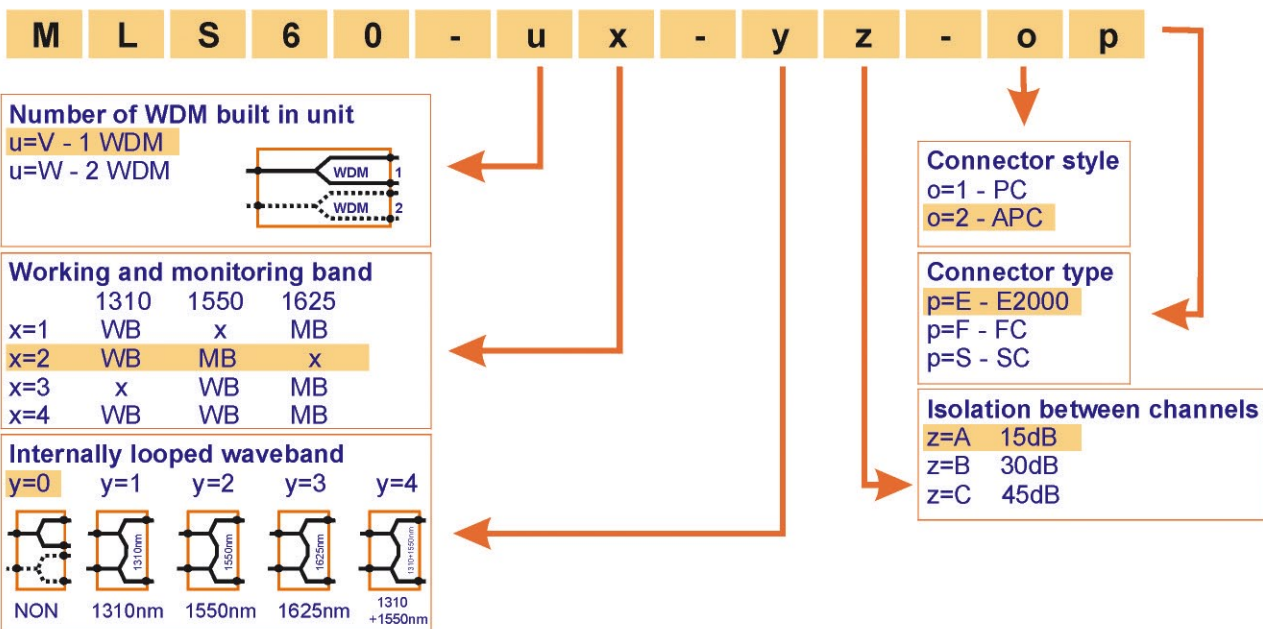 M L S 6 0 - u x - y z - o p
Number of WDM built in unit
u=V - 1 WDM
u=W - 2 WDM
WDM 1
WDM 2
Working and monitoring band
1310 1550 1625
x=1 WB x MB
x=2 WB MB x
x=3 x WB MB
x=4 WB WB MB
Internally looped waveband
y=0 y=1 y=2 y=3 y=4
1310nm 1550nm 1625nm 1310+1550nm
NON 1310nm 1550nm 1625nm 1310
+1550nm
Connector style
o=1 - PC
o=2 - APC
Connector type
p=E - E2000
p=F - FC
p=S - SC
Isolation between channels
z=A 15dB
z=B 30dB
z=C 45dB